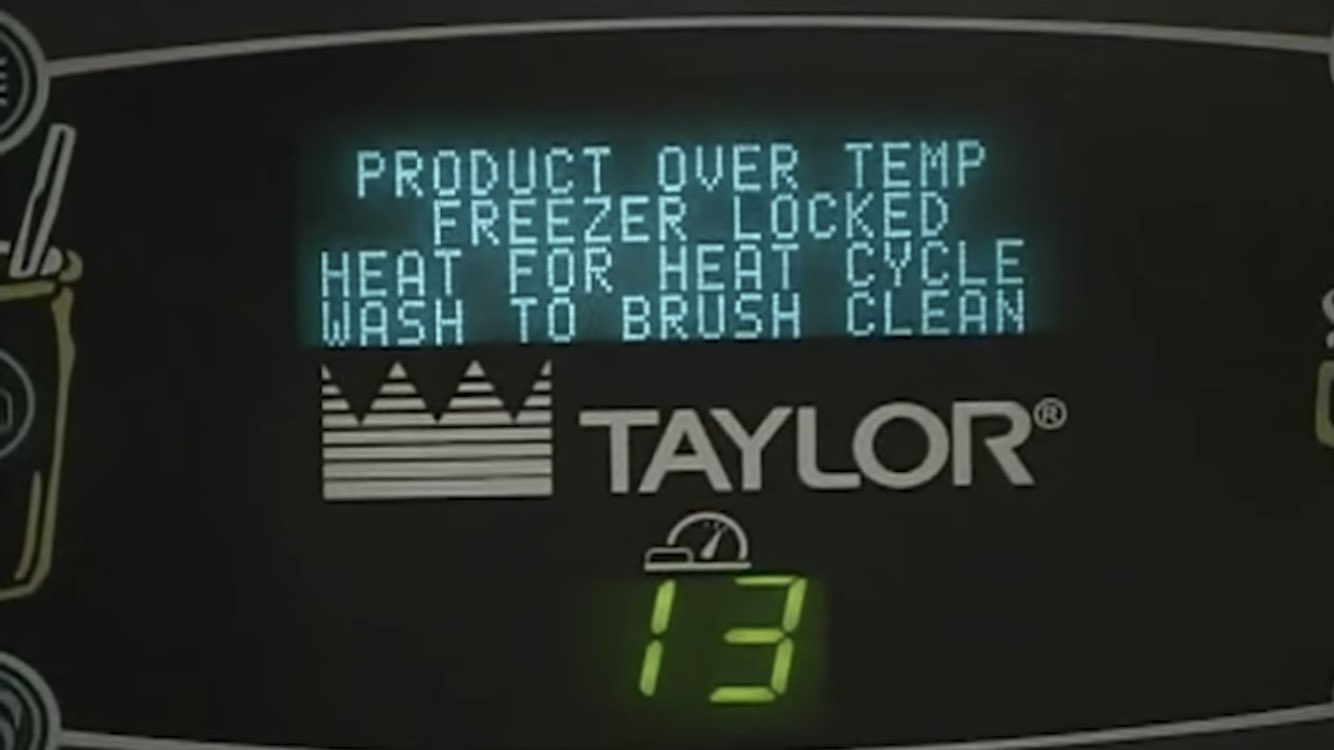 PRODUCT OVER TEMP
FREEZER LOCKED
HEAT FOR HEAT CYCLE
WASH TO BRUSH CLEAN
TAYLOR®
13